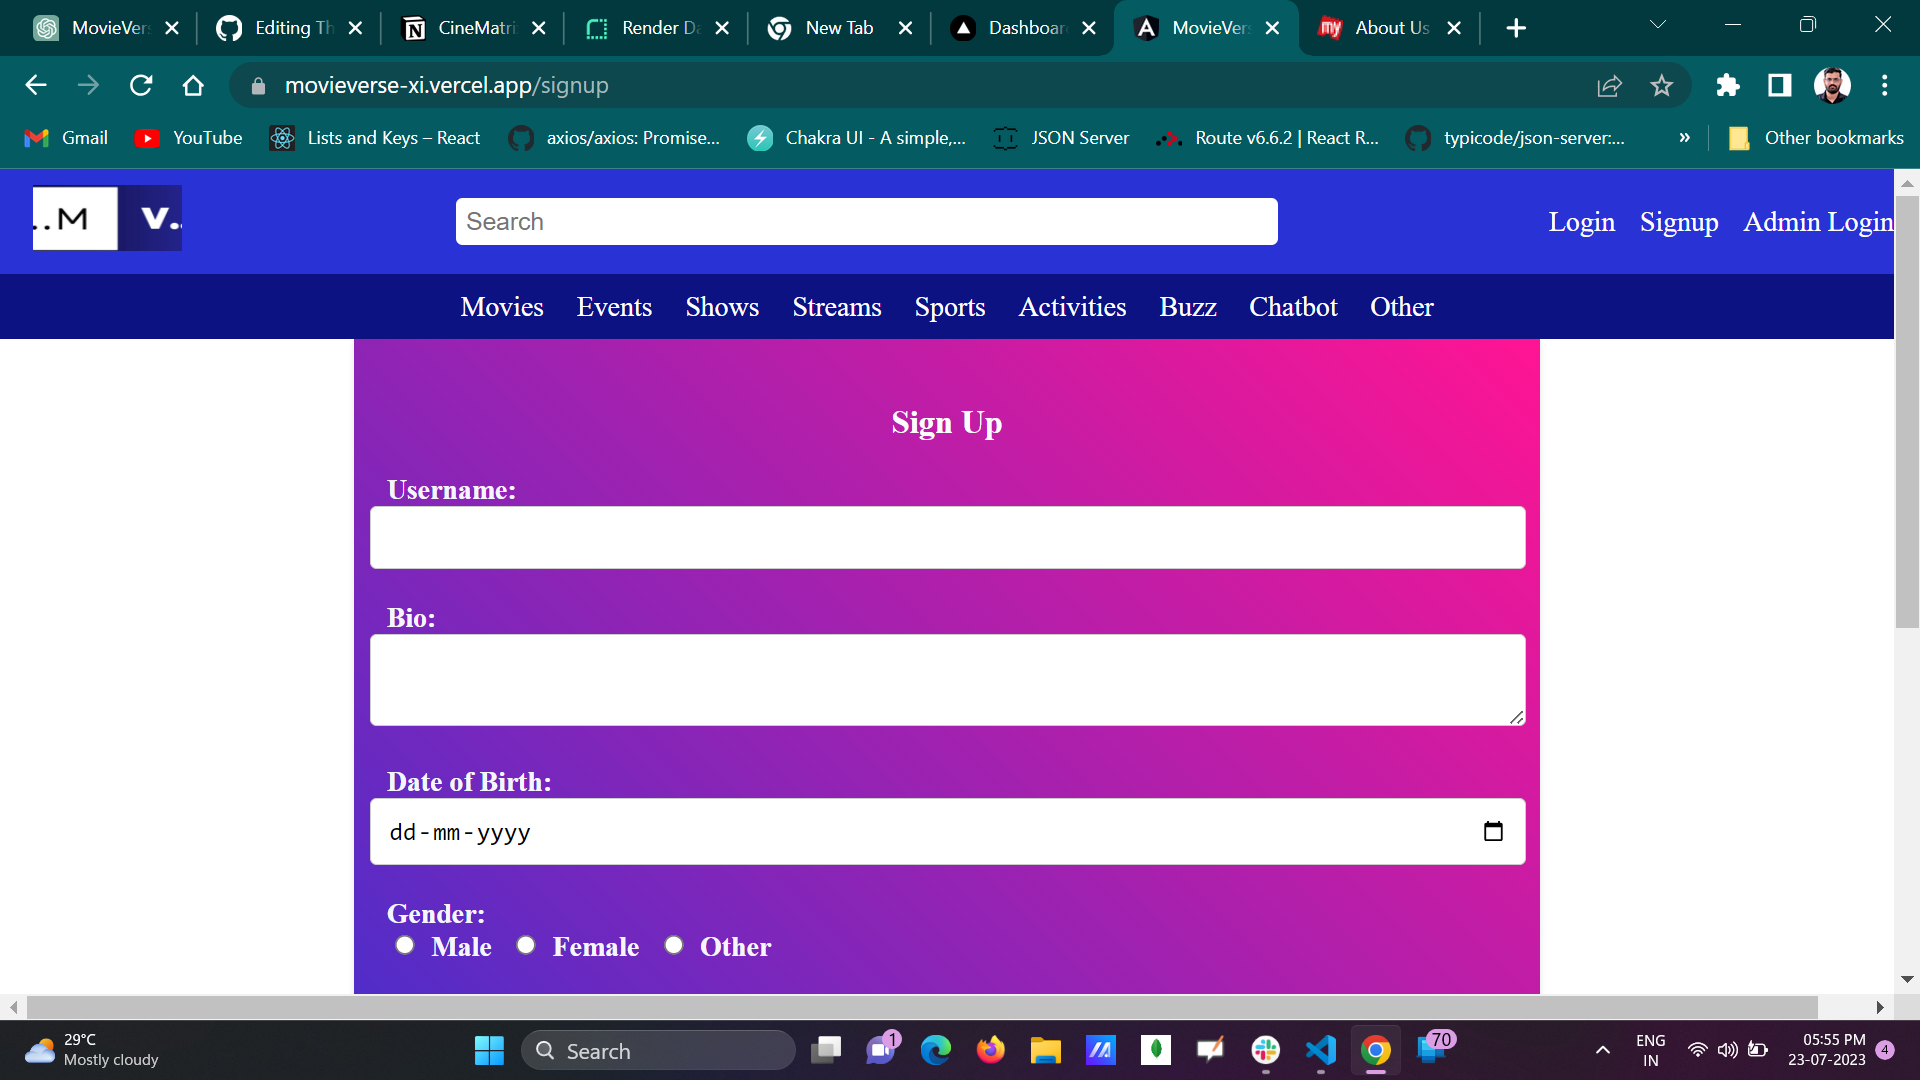 MovieVer
Editing Th
CineMatri
Render Da
New Tab
Dashboar
MovieVer
About Us
movieverse-xi.vercel.app/signup
Gmail
YouTube
Lists and Keys – React
axios/axios: Promise...
Chakra UI - A simple,...
JSON Server
Route v6.6.2 | React R...
typicode/json-server:...
»
Other bookmarks
..M V..
Search
Login
Signup
Admin Login
Movies
Events
Shows
Streams
Sports
Activities
Buzz
Chatbot
Other
Sign Up
Username:
Bio:
Date of Birth:
dd-mm-yyyy
Gender:
Male
Female
Other
29°C
Mostly cloudy
Search
1
70
ENG
IN
05:55 PM
23-07-2023
4